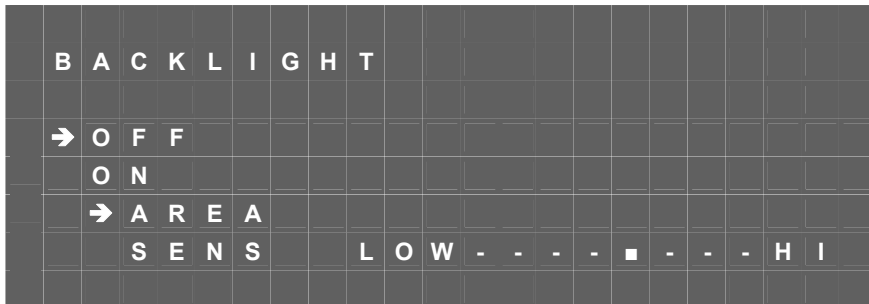 BACKLIGHT
➔ OFF
ON
➔ AREA
SENS LOW----■---HI